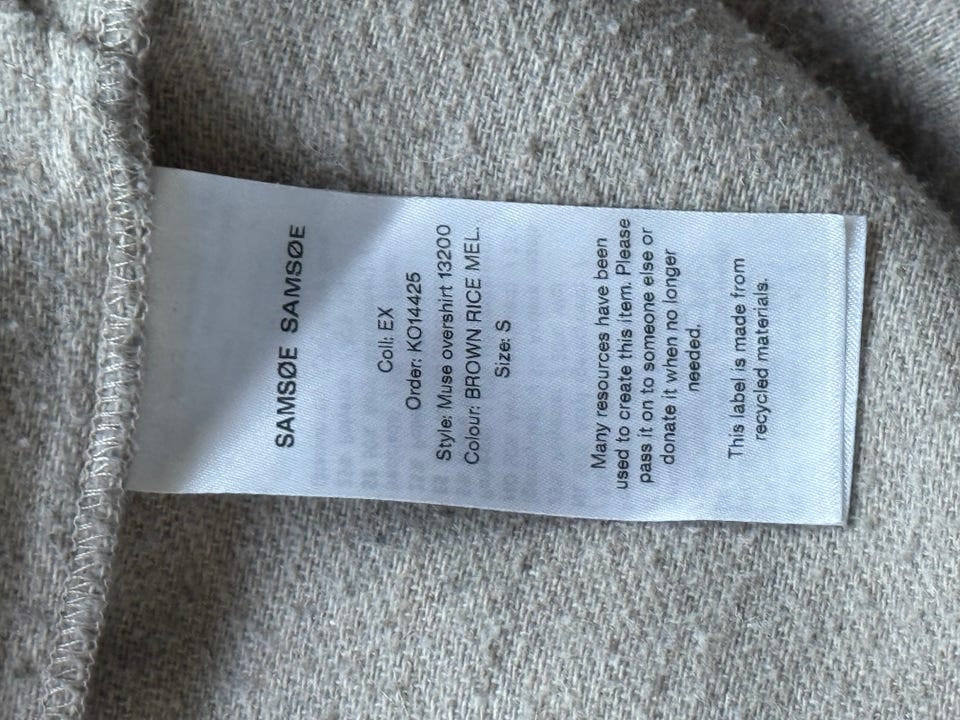 SAMSØE SAMSØE
Coll: EX
Order: KO14425
Style: Muse overshirt 13200
Colour: BROWN RICE MEL.
Size: S
Many resources have been
used to create this item. Please
pass it on to someone else or
donate it when no longer
needed.
This label is made from
recycled materials.